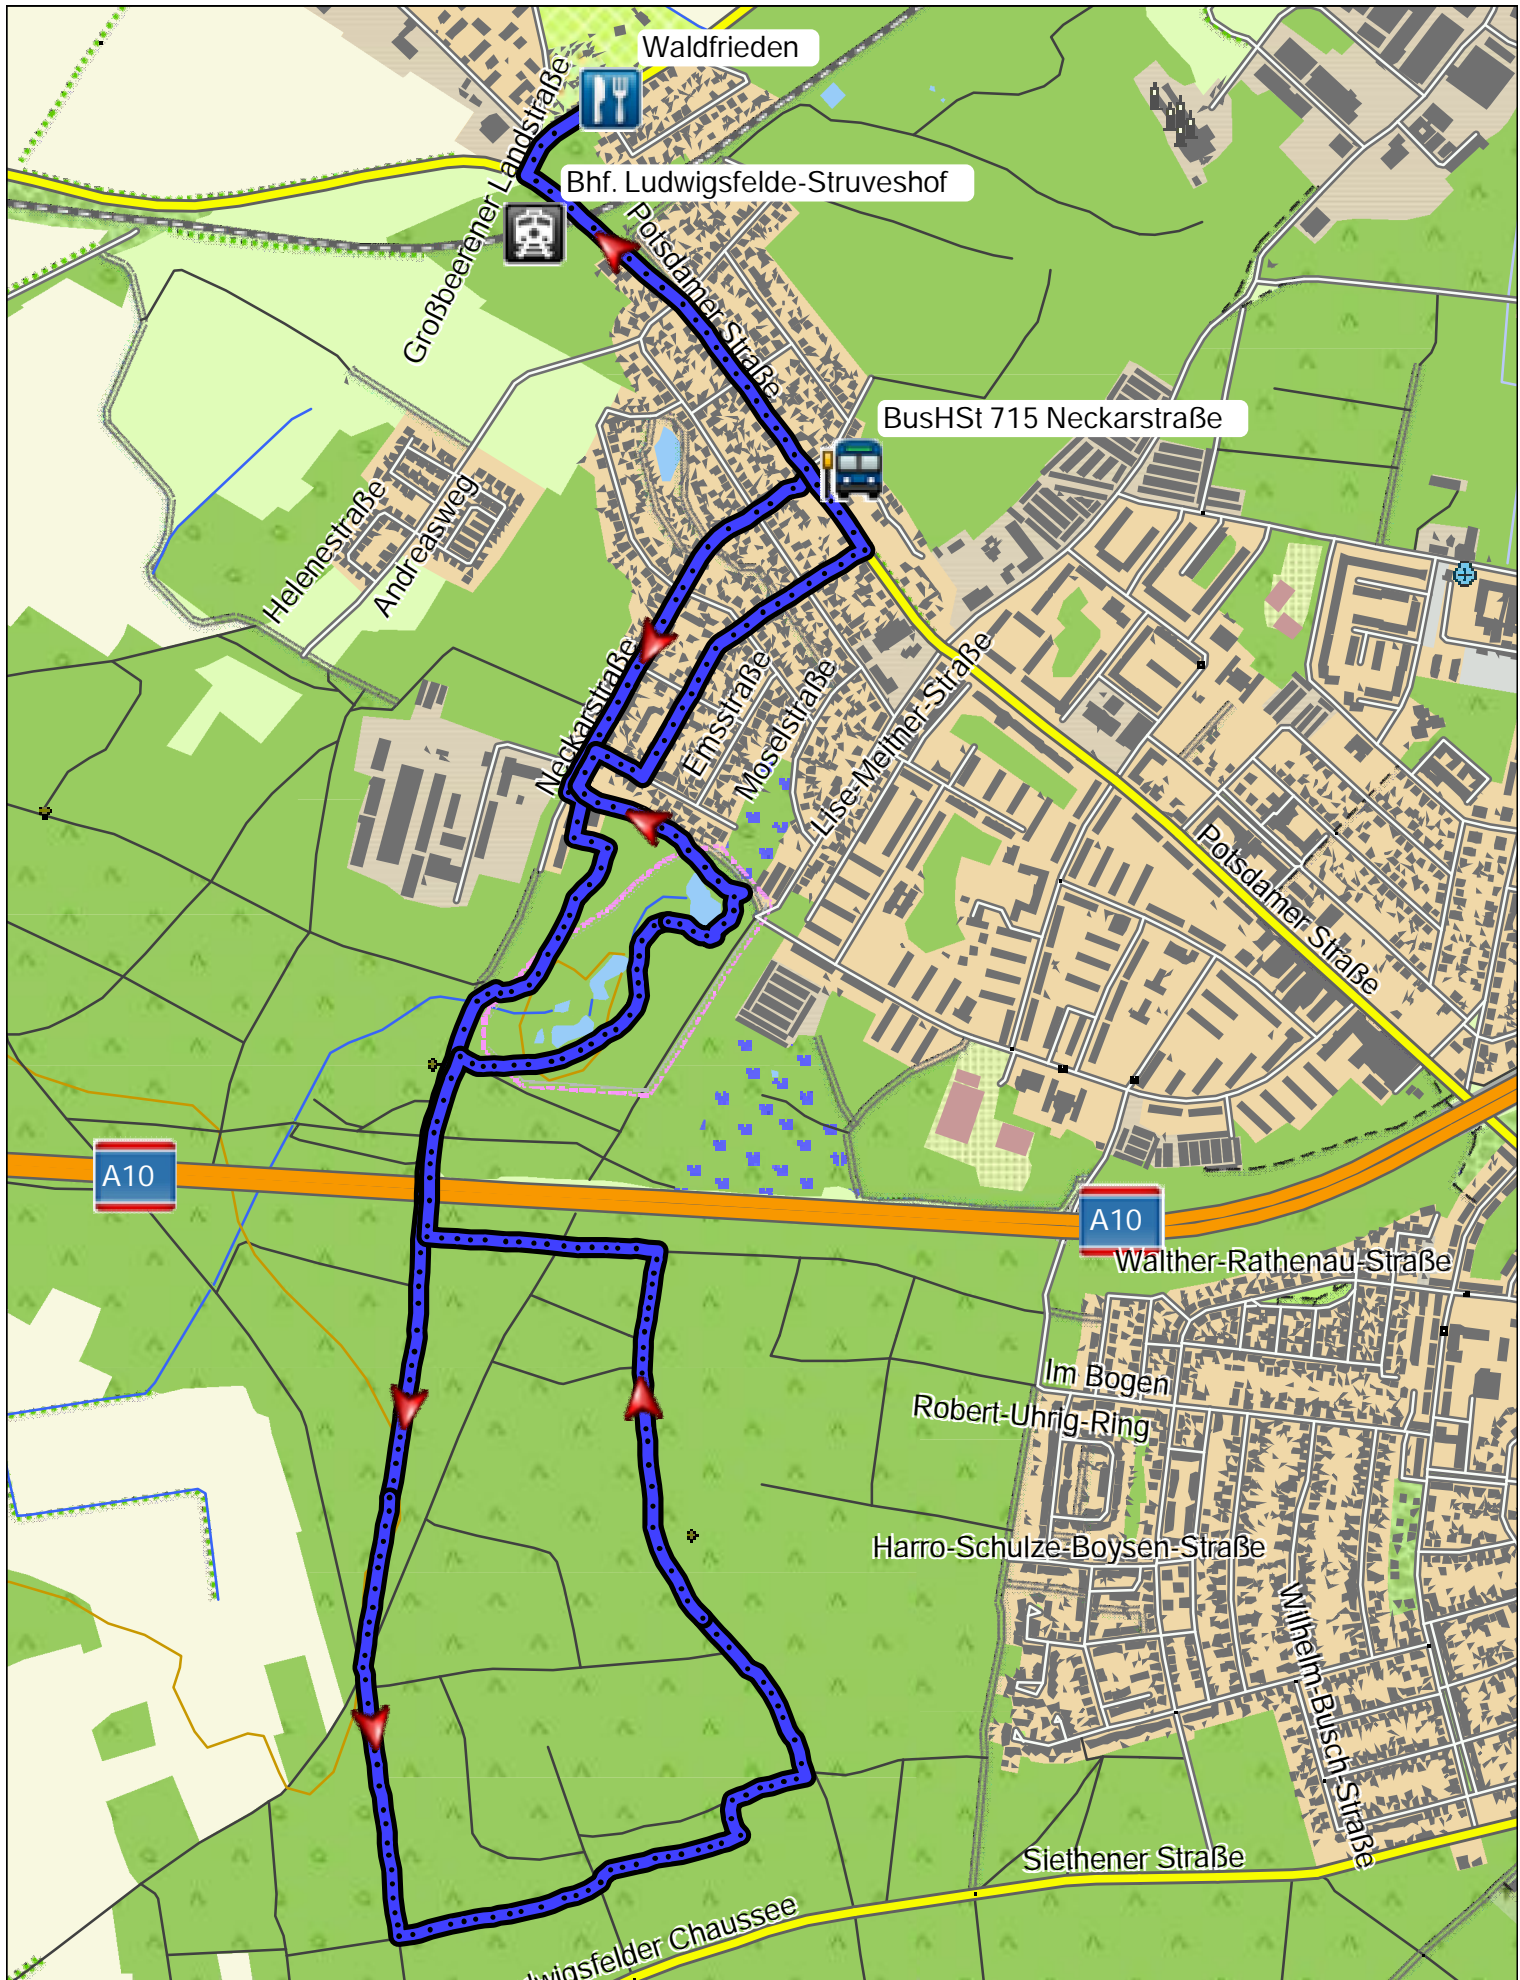 Waldfrieden
Großbeerener Landstraße
Bhf. Ludwigsfelde-Struveshof
Potsdamer Straße
BusHSt 715 Neckarstraße
Helenestraße
Andreasweg
Neckarstraße
Emsstraße
Moselstraße
Lise-Meitner-Straße
Potsdamer Straße
A10
A10
Walther-Rathenau-Straße
Im Bogen
Robert-Uhrig-Ring
Harro-Schulze-Boysen-Straße
Wilhelm-Busch-Straße
Siethener Straße
dwigsfelder Chaussee